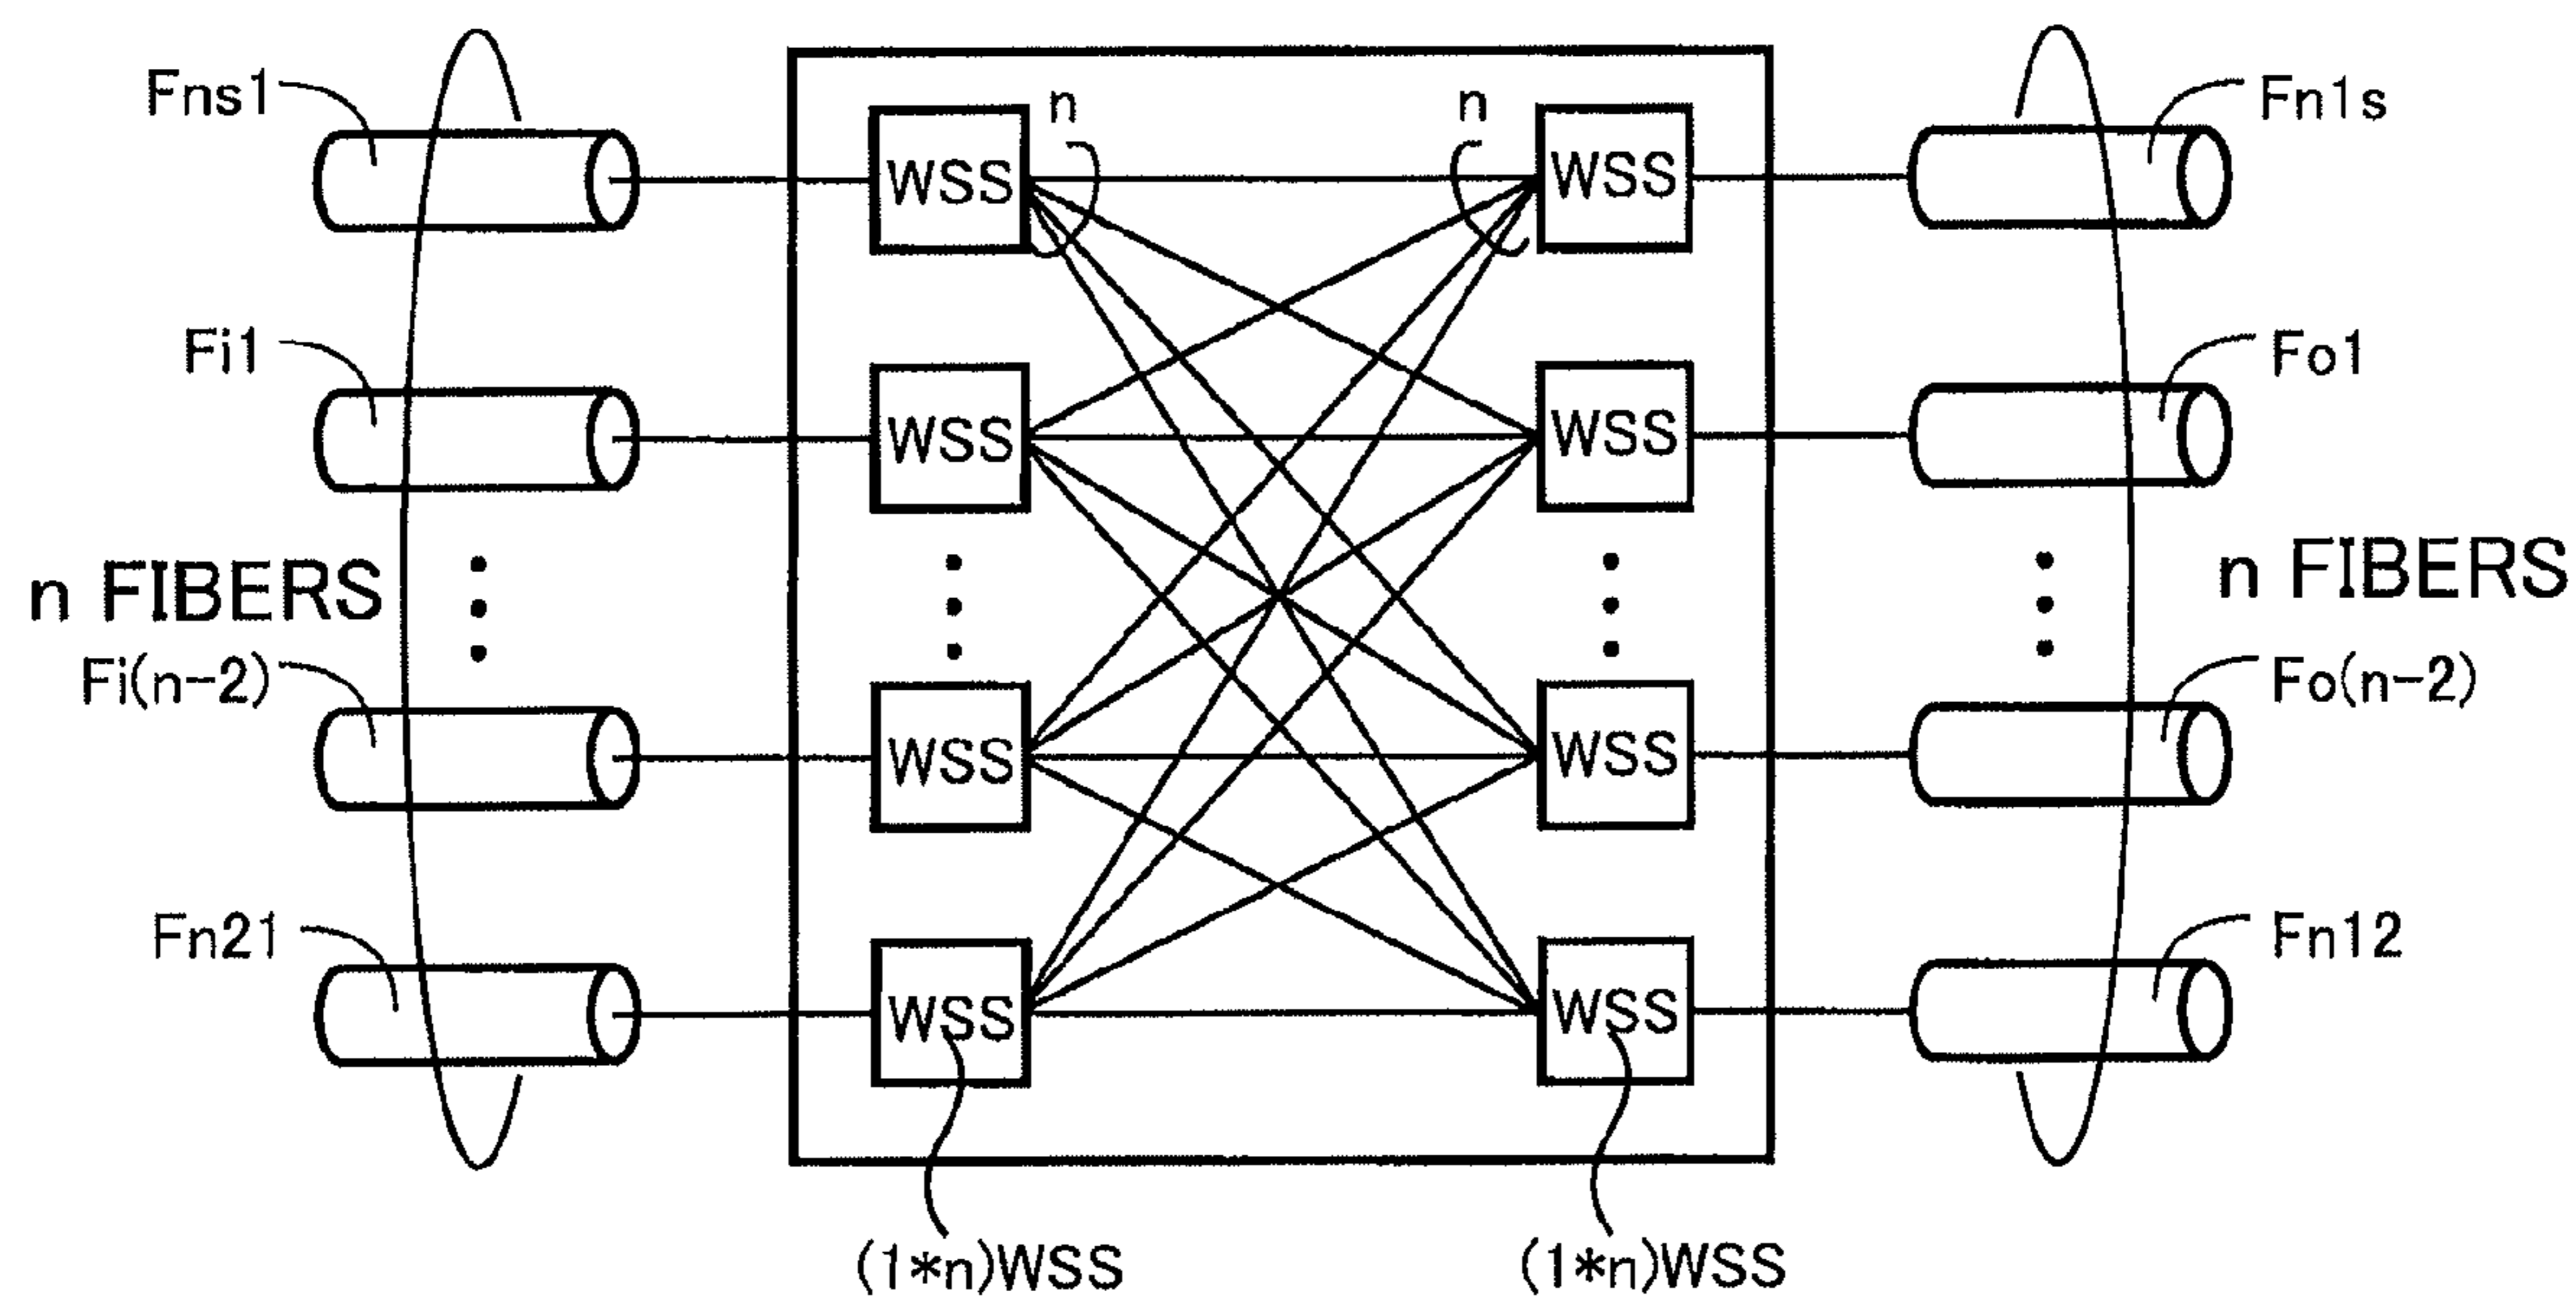 Fns1
n
n
Fn1s
WSS
WSS
Fi1
Fo1
WSS
WSS
n FIBERS
n FIBERS
Fi(n-2)
Fo(n-2)
WSS
WSS
Fn21
Fn12
WSS
WSS
(1*n)WSS
(1*n)WSS